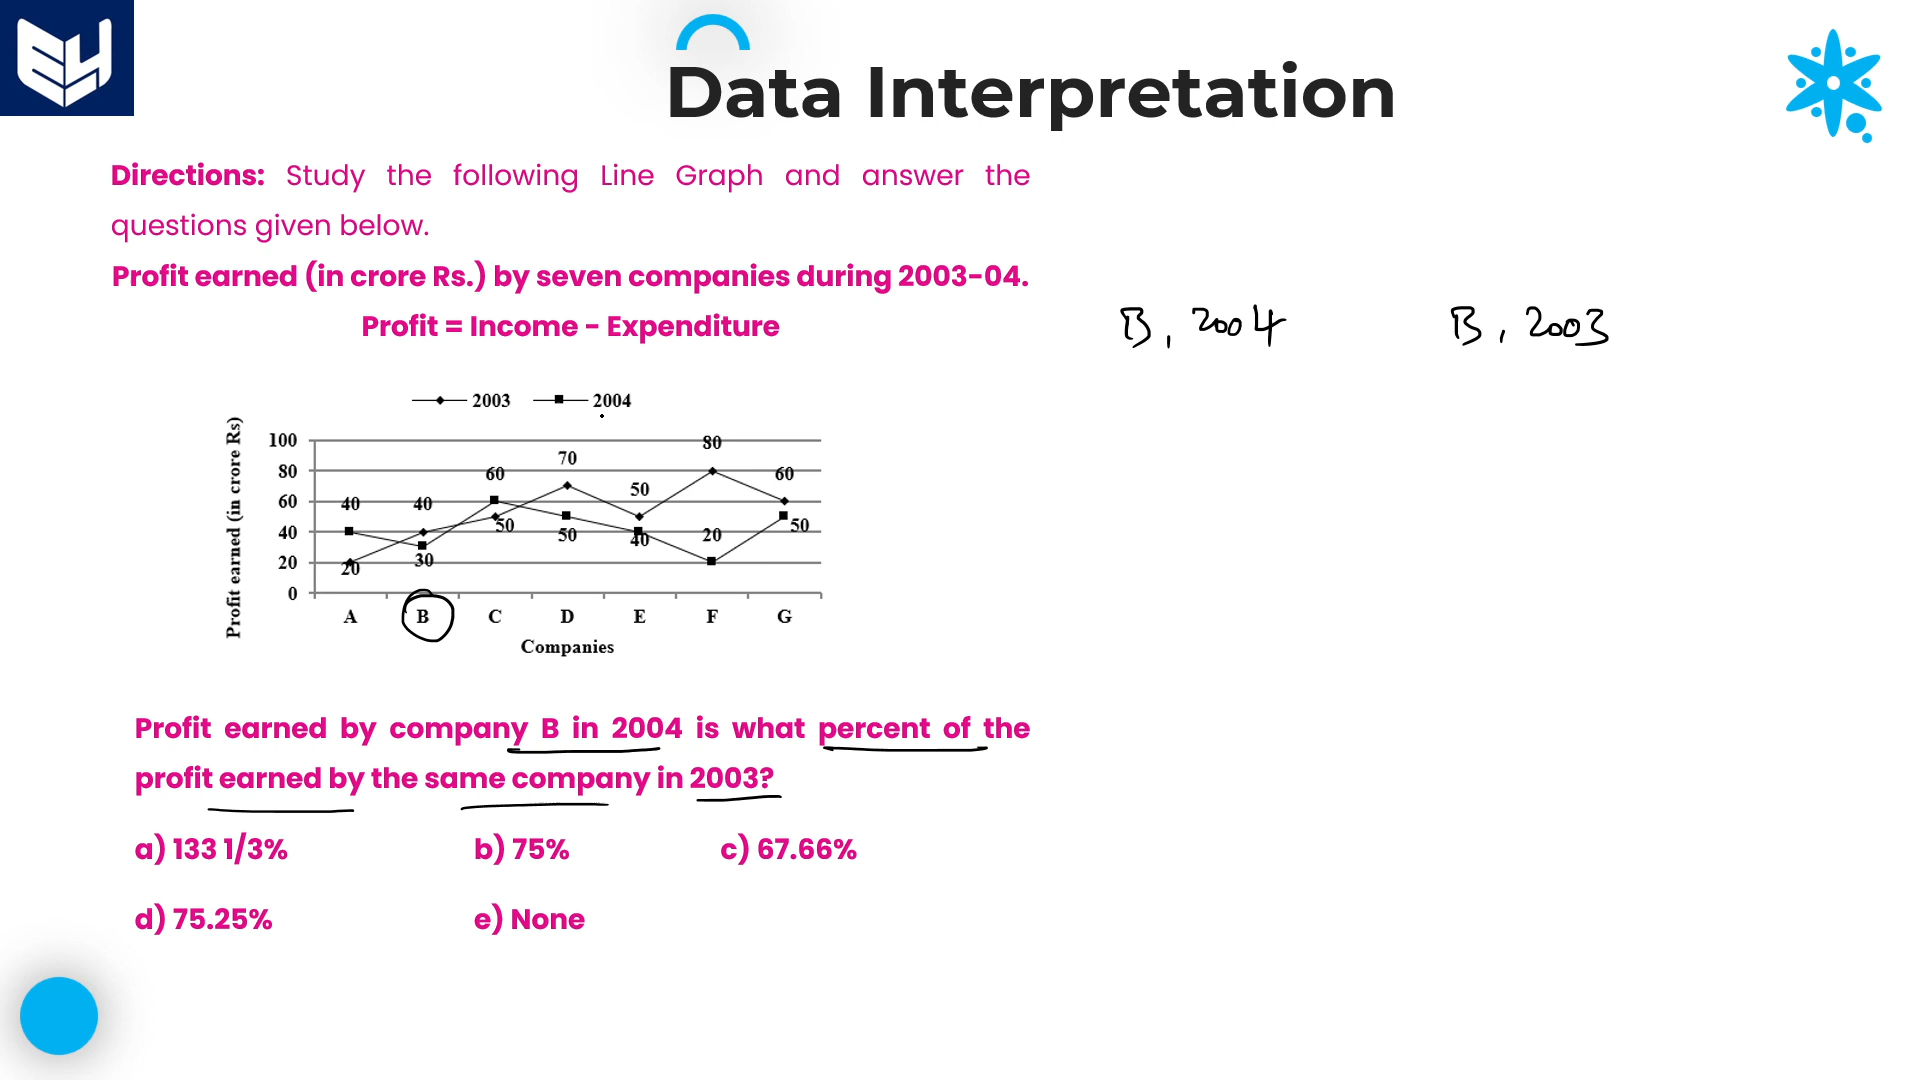 Data Interpretation
Directions: Study the following Line Graph and answer the
questions given below.
Profit earned (in crore Rs.) by seven companies during 2003-04.
Profit = Income - Expenditure
B, 2004
B, 2003
2003 2004
Profit earned (in crore Rs)
100
80
60
40
20
0
40 40 60 70 50 80 60
20 30 50 50 40 20 50
A B C D E F G
Companies
Profit earned by company B in 2004 is what percent of the
profit earned by the same company in 2003?
a) 133 1/3% b) 75% c) 67.66%
d) 75.25% e) None